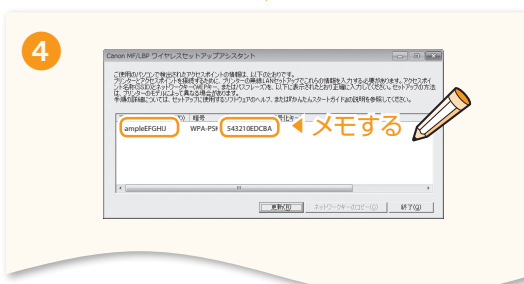 4
Canon MF/LBP ワイヤレスセットアップアシスタント
ご使用のパソコンで検出されたアクセスポイントの情報は、以下のとおりです。
プリンターとアクセスポイントを接続するために、プリンターの無線LANセットアップでこれらの情報を入力する必要があります。アクセスポイ
ント名称(SSID)とネットワークキー(WEPキー、またはパスフレーズ)を、以下に表示されたとおり正確に入力してください。セットアップの方法
は、プリンターのモデルによって異なる場合があります。
手順の詳細については、セットアップに使用するソフトウェアのヘルプ、またはかんたんスタートガイドの説明を参照してください。
暗号
ampleEFGHIJ WPA-PSK 543210EDCBA メモする
更新(R) ネットワークキーのコピー(C) 終了(Q)